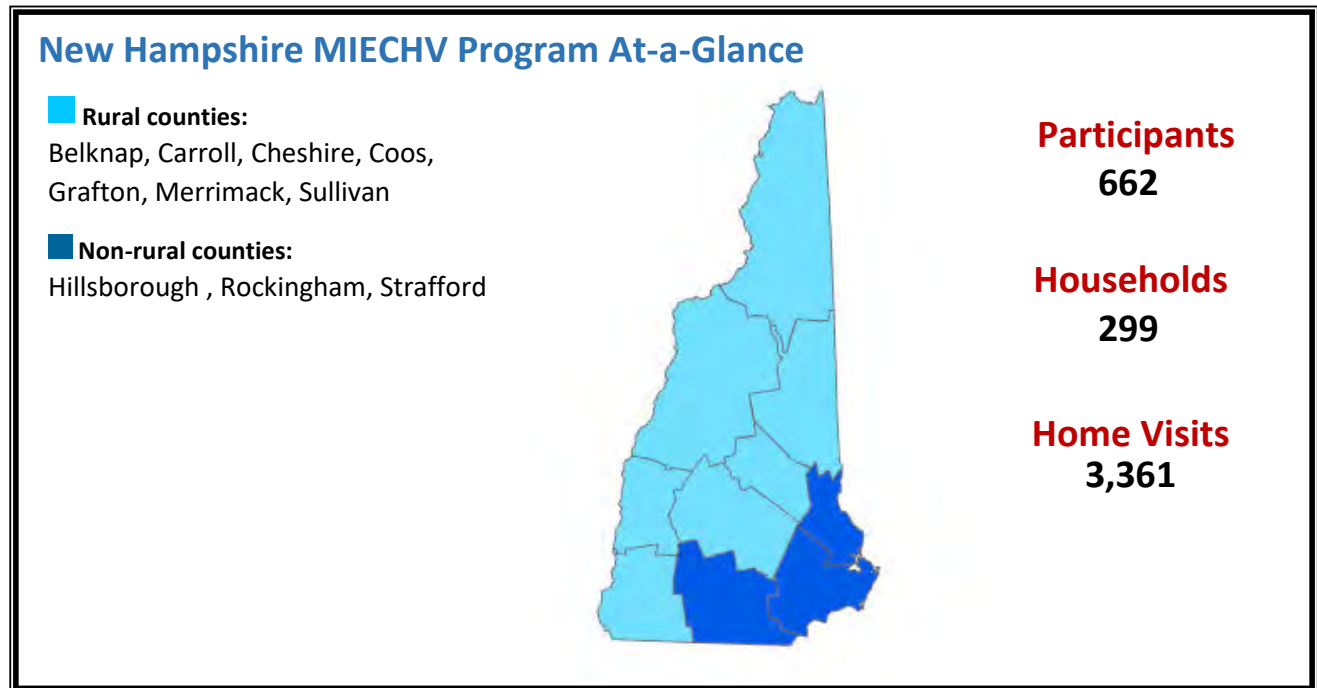 New Hampshire MIECHV Program At-a-Glance
Rural counties:
Belknap, Carroll, Cheshire, Coos,
Grafton, Merrimack, Sullivan
Non-rural counties:
Hillsborough , Rockingham, Strafford
Participants
662
Households
299
Home Visits
3,361